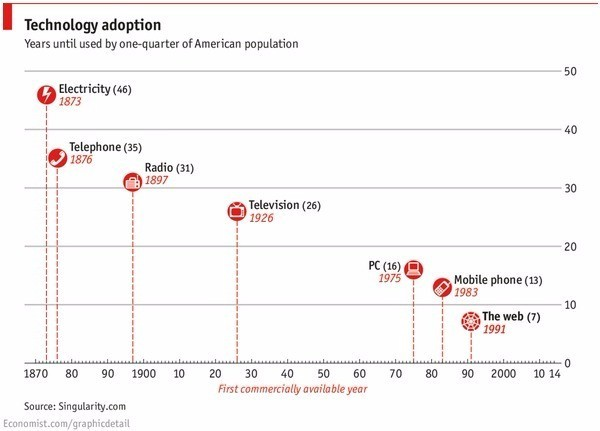 Technology adoption
Years until used by one-quarter of American population
50
Electricity (46)
1873
40
Telephone (35)
1876
Radio (31)
1897
30
Television (26)
1926
20
PC (16)
1975
Mobile phone (13)
1983
10
The web (7)
1991
0
1870 80 90 1900 10 20 30 40 50 60 70 80 90 2000 10 14
First commercially available year
Source: Singularity.com
Economist.com/graphicdetail